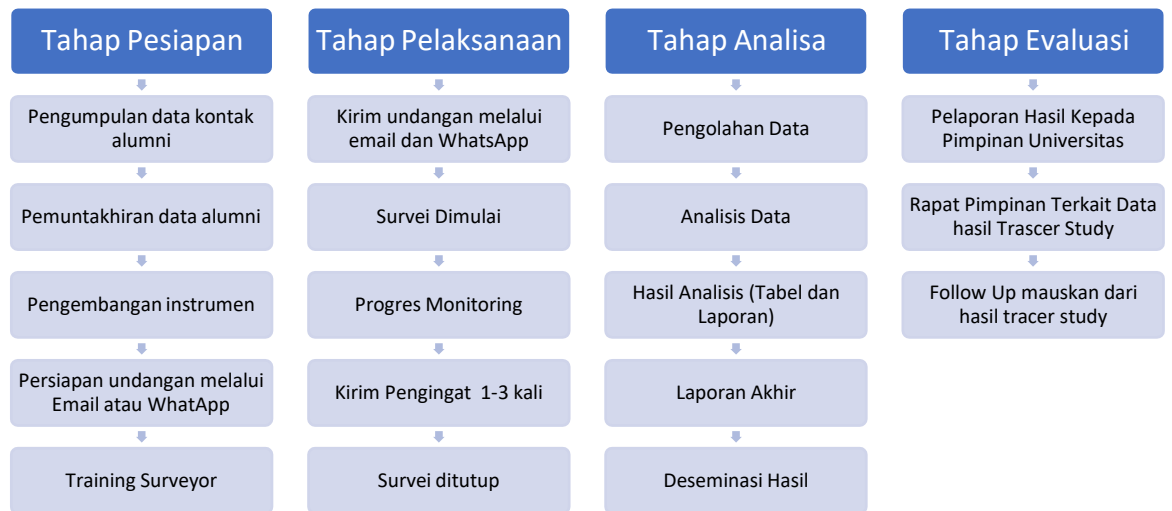 Tahap Pesiapan
Pengumpulan data kontak
alumni
Pemuntakhiran data alumni
Pengembangan instrumen
Persiapan undangan melalui
Email atau WhatApp
Training Surveyor
Tahap Pelaksanaan
Kirim undangan melalui
email dan WhatsApp
Survei Dimulai
Progres Monitoring
Kirim Pengingat 1-3 kali
Survei ditutup
Tahap Analisa
Pengolahan Data
Analisis Data
Hasil Analisis (Tabel dan
Laporan)
Laporan Akhir
Deseminasi Hasil
Tahap Evaluasi
Pelaporan Hasil Kepada
Pimpinan Universitas
Rapat Pimpinan Terkait Data
hasil Trascer Study
Follow Up mauskan dari
hasil tracer study